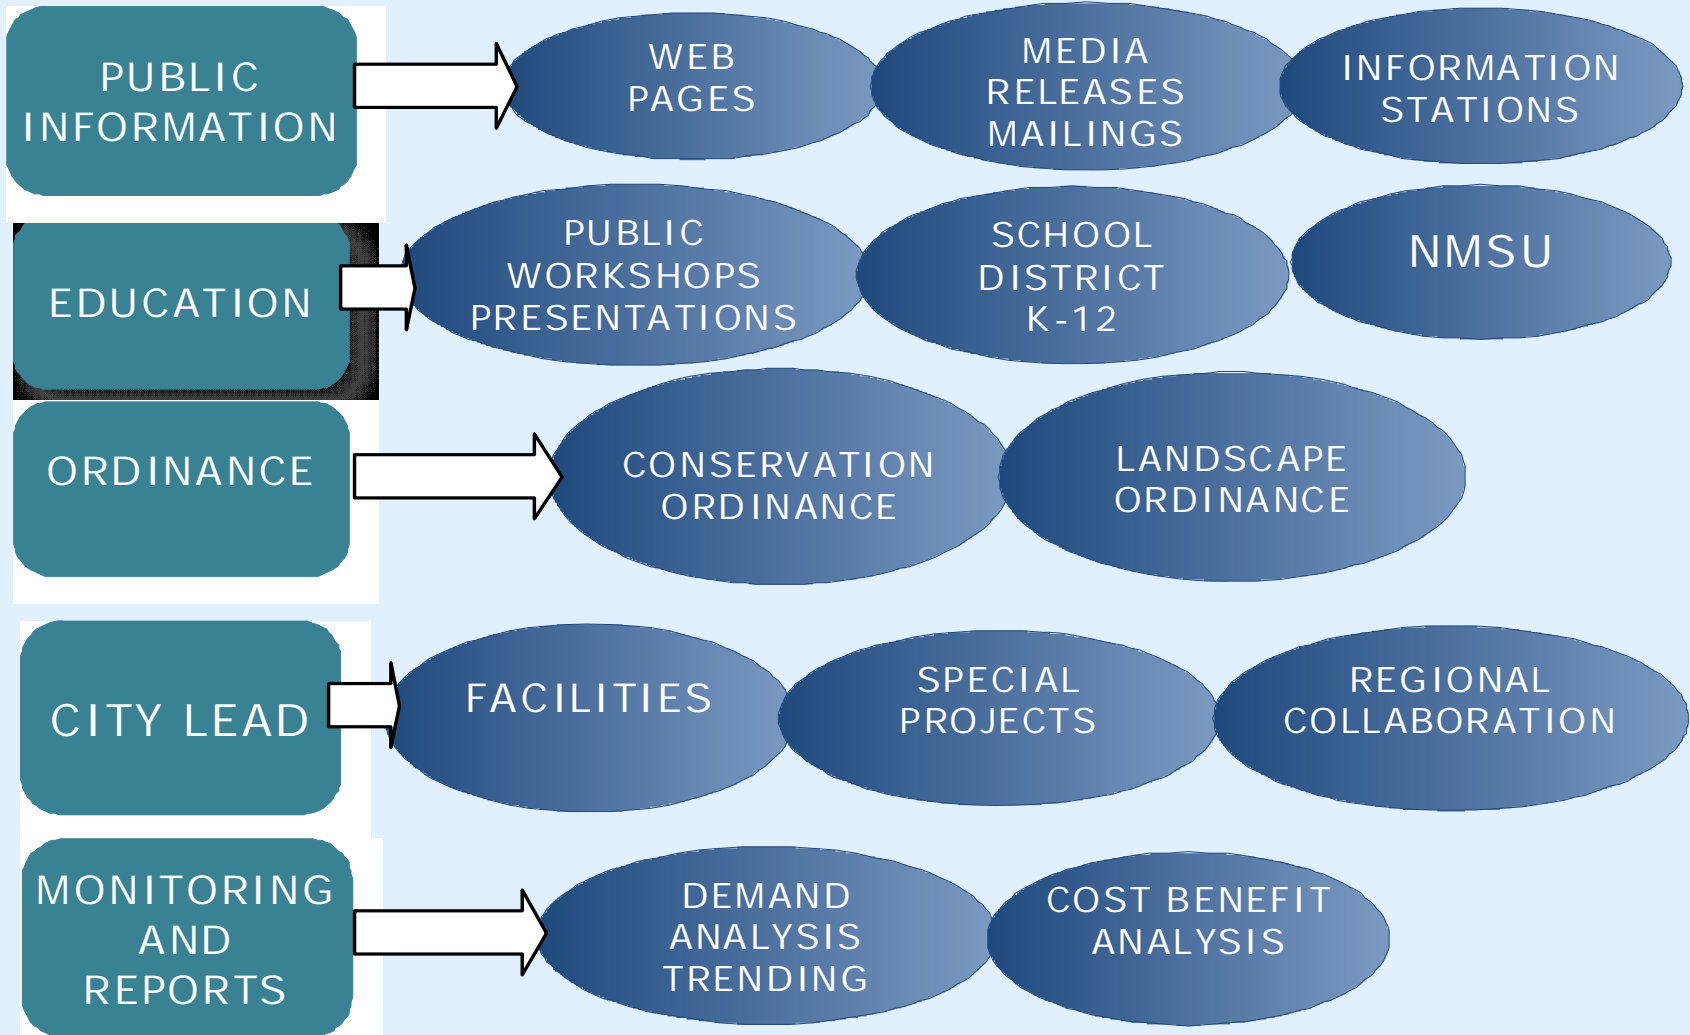 PUBLIC
INFORMATION
WEB
PAGES
MEDIA
RELEASES
MAILINGS
INFORMATION
STATIONS
EDUCATION
PUBLIC
WORKSHOPS
PRESENTATIONS
SCHOOL
DISTRICT
K-12
NMSU
ORDINANCE
CONSERVATION
ORDINANCE
LANDSCAPE
ORDINANCE
CITY LEAD
FACILITIES
SPECIAL
PROJECTS
REGIONAL
COLLABORATION
MONITORING
AND
REPORTS
DEMAND
ANALYSIS
TRENDING
COST BENEFIT
ANALYSIS